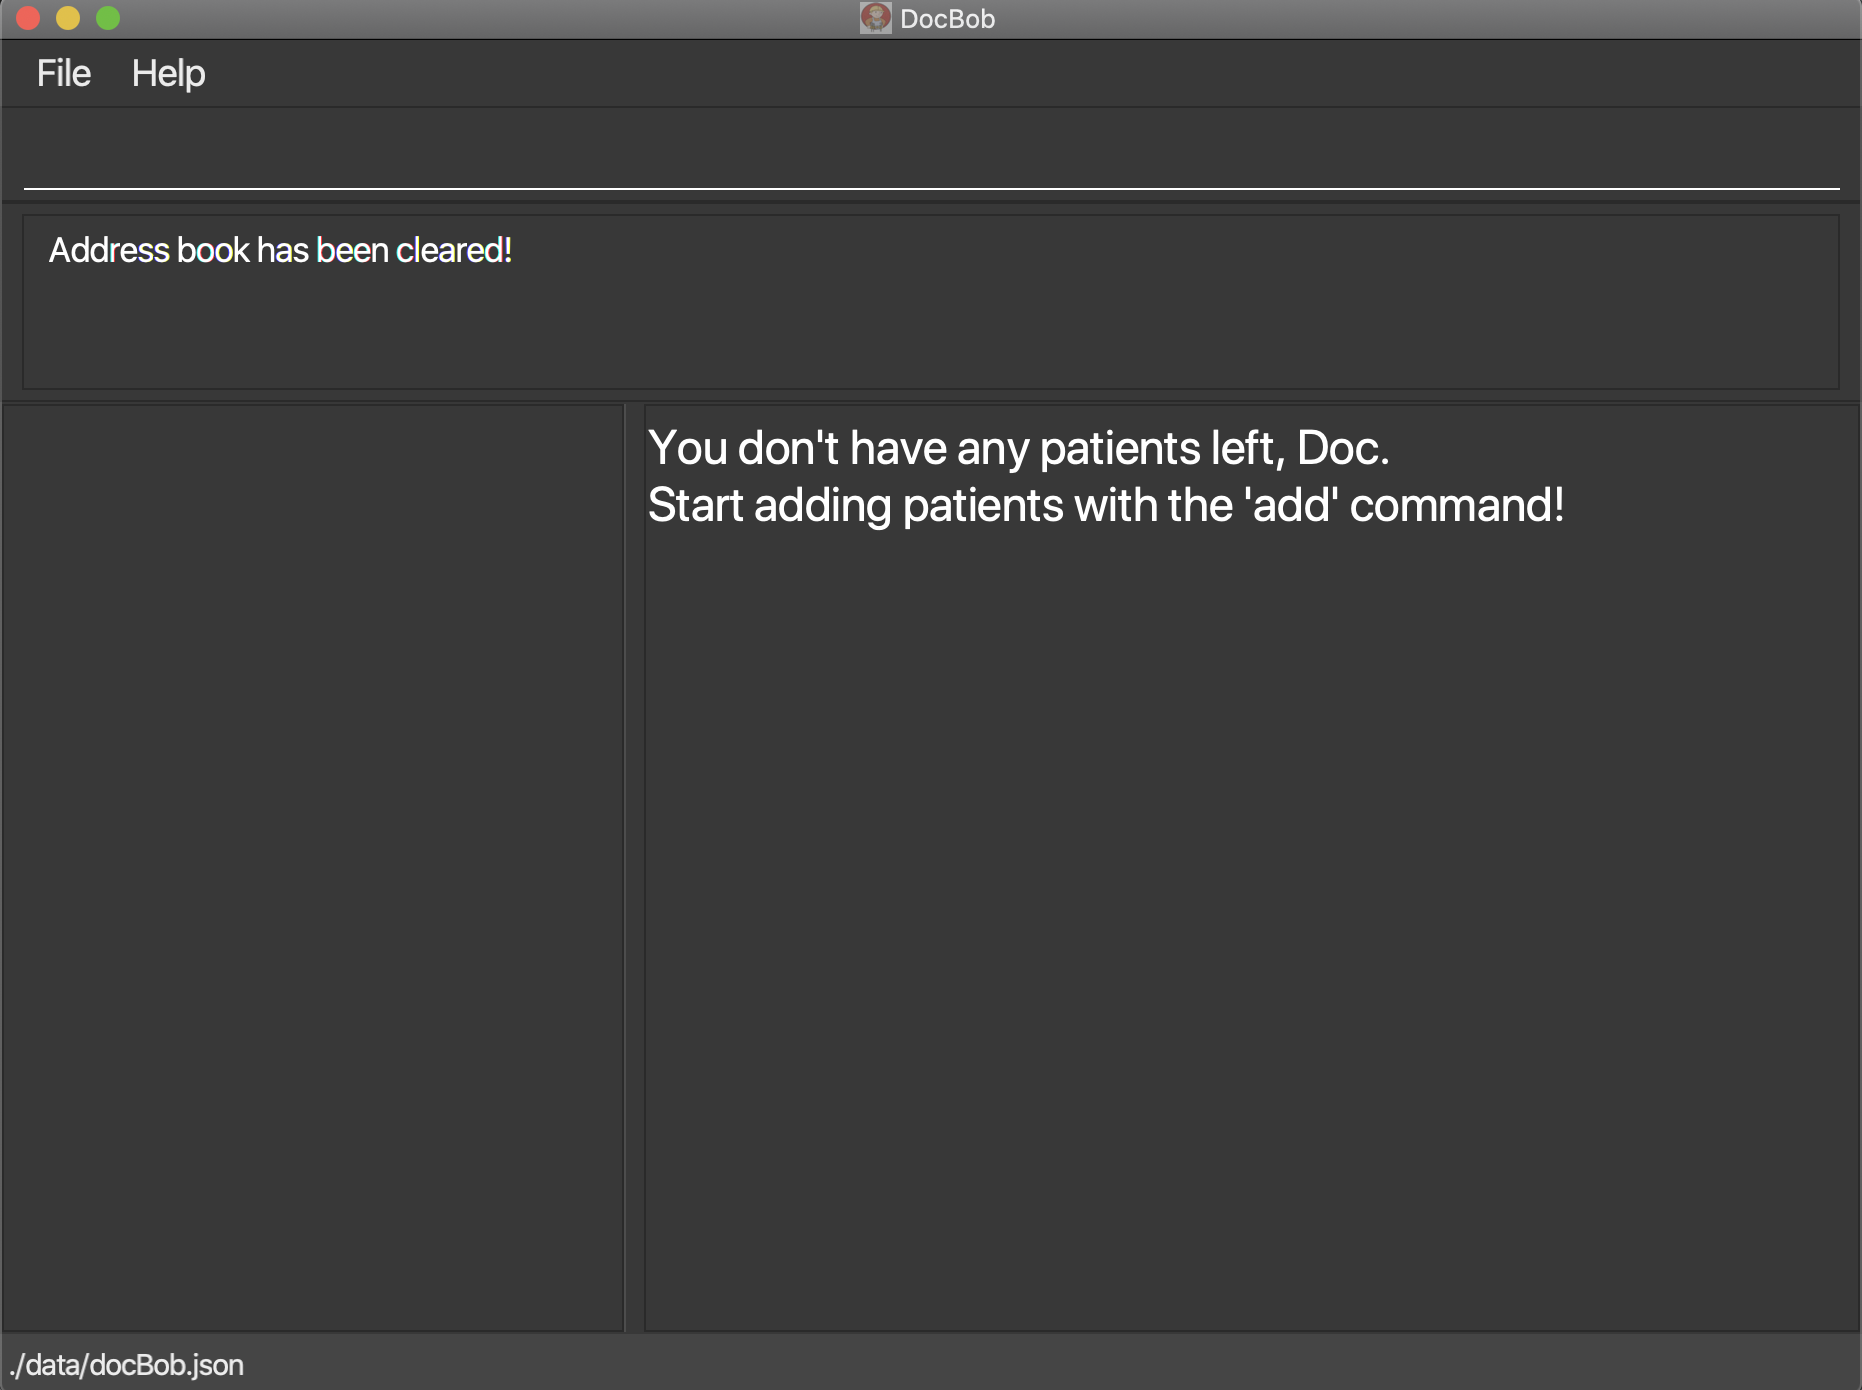 DocBob
File Help
Address book has been cleared!
You don't have any patients left, Doc.
Start adding patients with the 'add' command!
./data/docBob.json